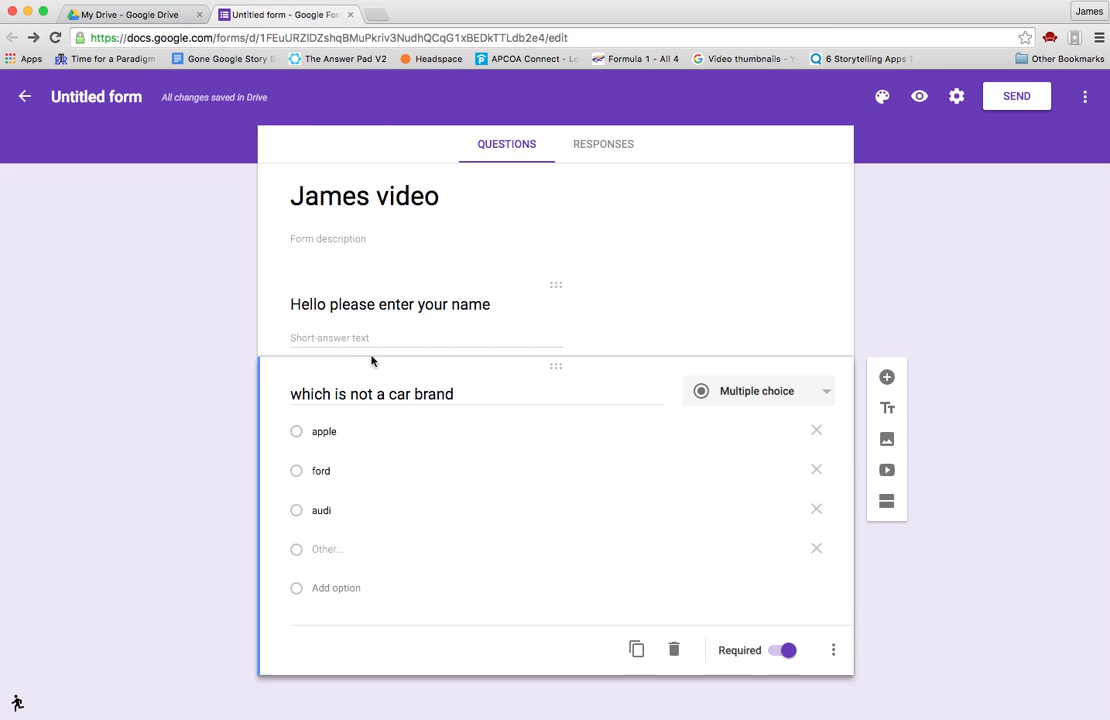 My Drive - Google Drive
Untitled form - Google For
James
https://docs.google.com/forms/d/1FEuURZIDZshqBMuPkriv3NudhQCqG1xBEDkTTLdb2e4/edit
Apps
Time for a Paradigm
Gone Google Story B
The Answer Pad V2
Headspace
APCOA Connect - Lo
Formula 1 - All 4
Video thumbnails - Y
6 Storytelling Apps T
Other Bookmarks
Untitled form
All changes saved in Drive
SEND
QUESTIONS
RESPONSES
James video
Form description
Hello please enter your name
Short-answer text
which is not a car brand
Multiple choice
apple
ford
audi
Other...
Add option
Tт
Required